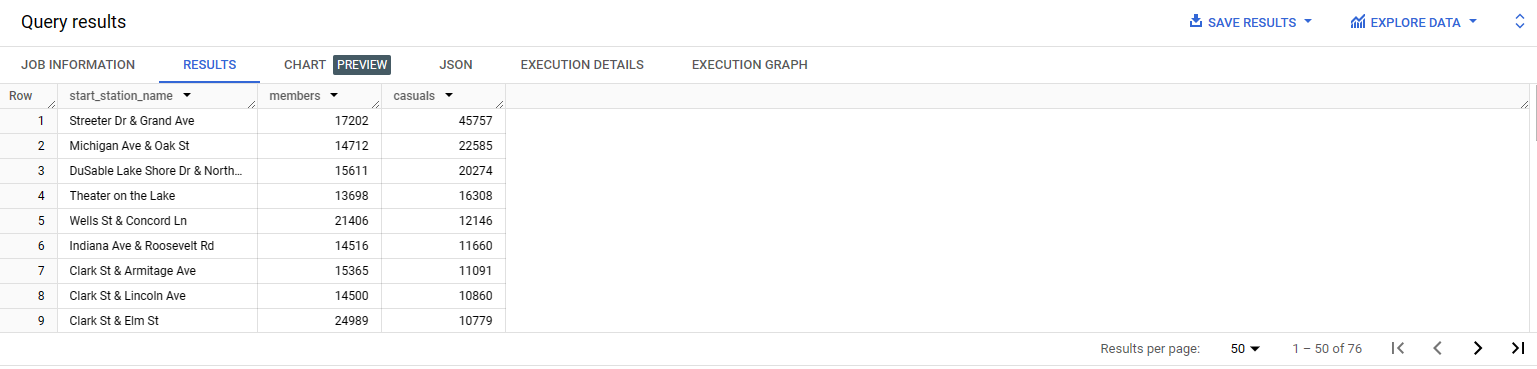 Query results SAVE RESULTS EXPLORE DATA
JOB INFORMATION RESULTS CHART PREVIEW JSON EXECUTION DETAILS EXECUTION GRAPH
Row start_station_name members casuals
1 Streeter Dr & Grand Ave 17202 45757
2 Michigan Ave & Oak St 14712 22585
3 DuSable Lake Shore Dr & North... 15611 20274
4 Theater on the Lake 13698 16308
5 Wells St & Concord Ln 21406 12146
6 Indiana Ave & Roosevelt Rd 14516 11660
7 Clark St & Armitage Ave 15365 11091
8 Clark St & Lincoln Ave 14500 10860
9 Clark St & Elm St 24989 10779
Results per page: 50 1 – 50 of 76